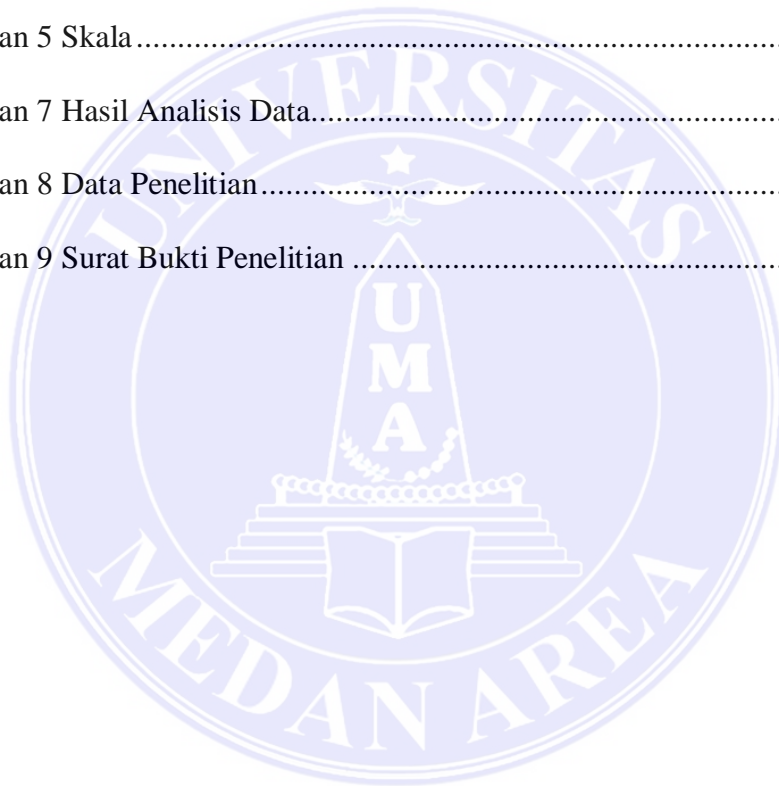 an 5 Skala ........................................................................................
an 7 Hasil Analisis Data........................................................................
an 8 Data Penelitian..............................................................................
an 9 Surat Bukti Penelitian .....................................................................
UNIVERSITAS
UMA
MEDAN AREA